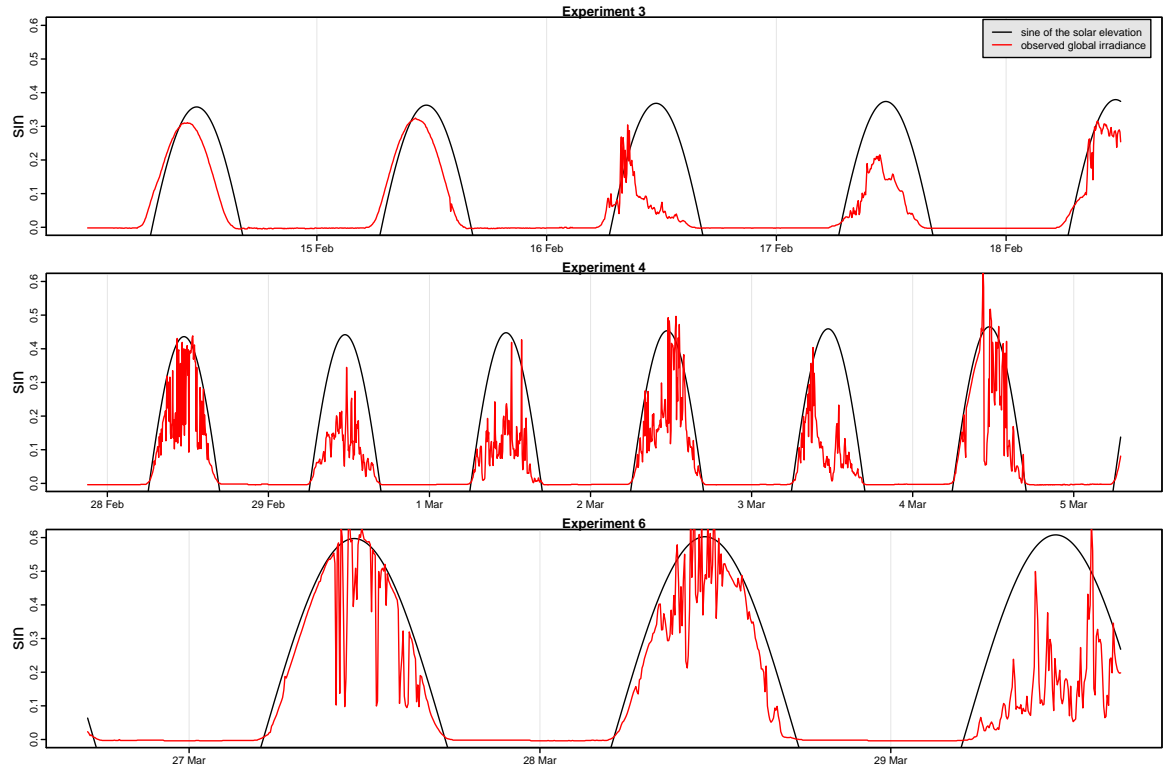 Experiment 3
sin
0.0 0.1 0.2 0.3 0.4 0.5 0.6
sine of the solar elevation
observed global irradiance
15 Feb 16 Feb 17 Feb 18 Feb
Experiment 4
sin
0.0 0.1 0.2 0.3 0.4 0.5 0.6
28 Feb 29 Feb 1 Mar 2 Mar 3 Mar 4 Mar 5 Mar
Experiment 6
sin
0.0 0.1 0.2 0.3 0.4 0.5 0.6
27 Mar 28 Mar 29 Mar